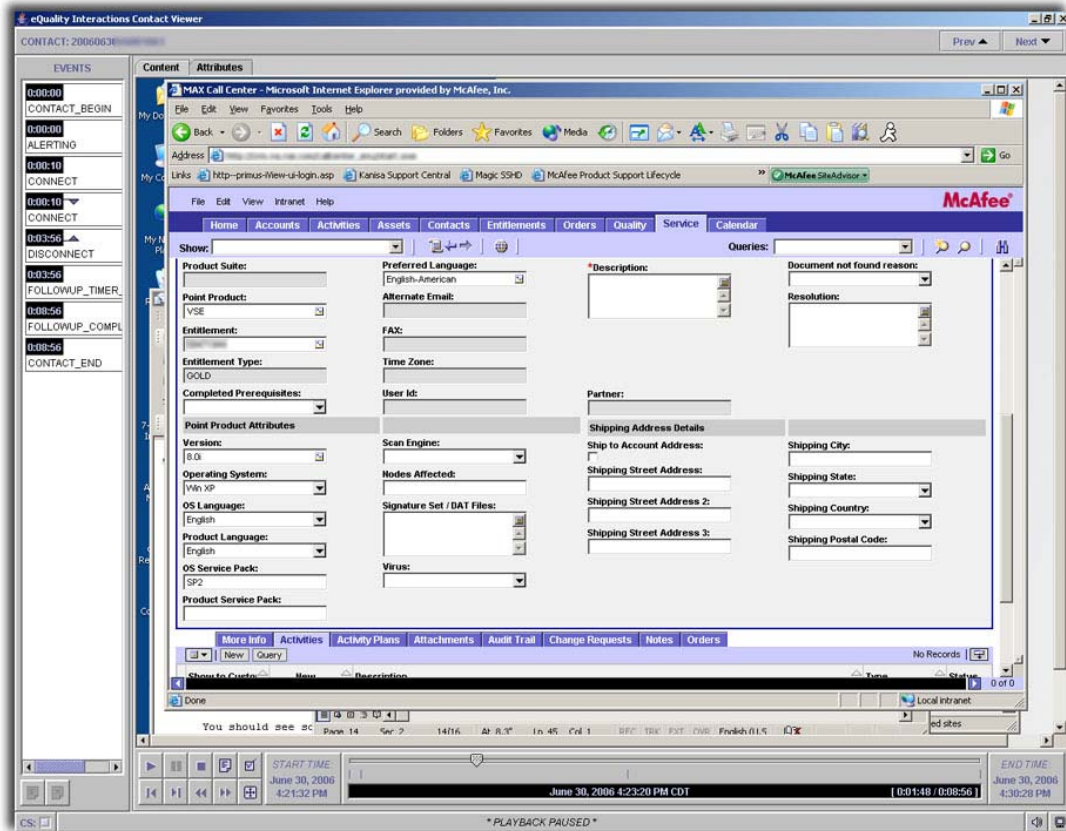 eQuality Interactions Contact Viewer
CONTACT: 20060630
Prev
Next
EVENTS
0:00:00
CONTACT_BEGIN
0:00:00
ALERTING
0:00:10
CONNECT
0:00:10
CONNECT
0:03:56
DISCONNECT
0:03:56
FOLLOWUP_TIMER_
0:08:56
FOLLOWUP_COMPL
0:08:56
CONTACT_END
Content Attributes
MAX Call Center - Microsoft Internet Explorer provided by McAfee, Inc.
File Edit View Favorites Tools Help
Back Search Folders Favorites Media
Address Go
Links http--primus-iView-ui-login.asp Kanisa Support Central Magic SSHD McAfee Product Support Lifecycle » McAfee SiteAdvisor
File Edit View Intranet Help
McAfee
Home Accounts Activities Assets Contacts Entitlements Orders Quality Service Calendar
Show: Queries:
Product Suite: Preferred Language: *Description: Document not found reason:
English-American
Point Product: Alternate Email: Resolution:
VSE
Entitlement: FAX:
Entitlement Type: Time Zone:
GOLD
Completed Prerequisites: User Id: Partner:
Point Product Attributes Shipping Address Details
Version: Scan Engine: Ship to Account Address: Shipping City:
8.0i
Operating System: Nodes Affected: Shipping Street Address: Shipping State:
Win XP
OS Language: Signature Set / DAT Files: Shipping Street Address 2: Shipping Country:
English
Product Language: Shipping Street Address 3: Shipping Postal Code:
English
OS Service Pack: Virus:
SP2
Product Service Pack:
More Info Activities Activity Plans Attachments Audit Trail Change Requests Notes Orders
New Query No Records
Show to Custo New Description Type Status
0 of 0
Done Local intranet
You should see sc
Page 14 Sec 2 14/16 At 8.3" Ln 45 Col 1 REC TRK EXT OVR English (U.S
ed sites
START TIME:
June 30, 2006
4:21:32 PM
June 30, 2006 4:23:20 PM CDT
[ 0:01:48 / 0:08:56 ]
END TIME:
June 30, 2006
4:30:28 PM
CS:
* PLAYBACK PAUSED *